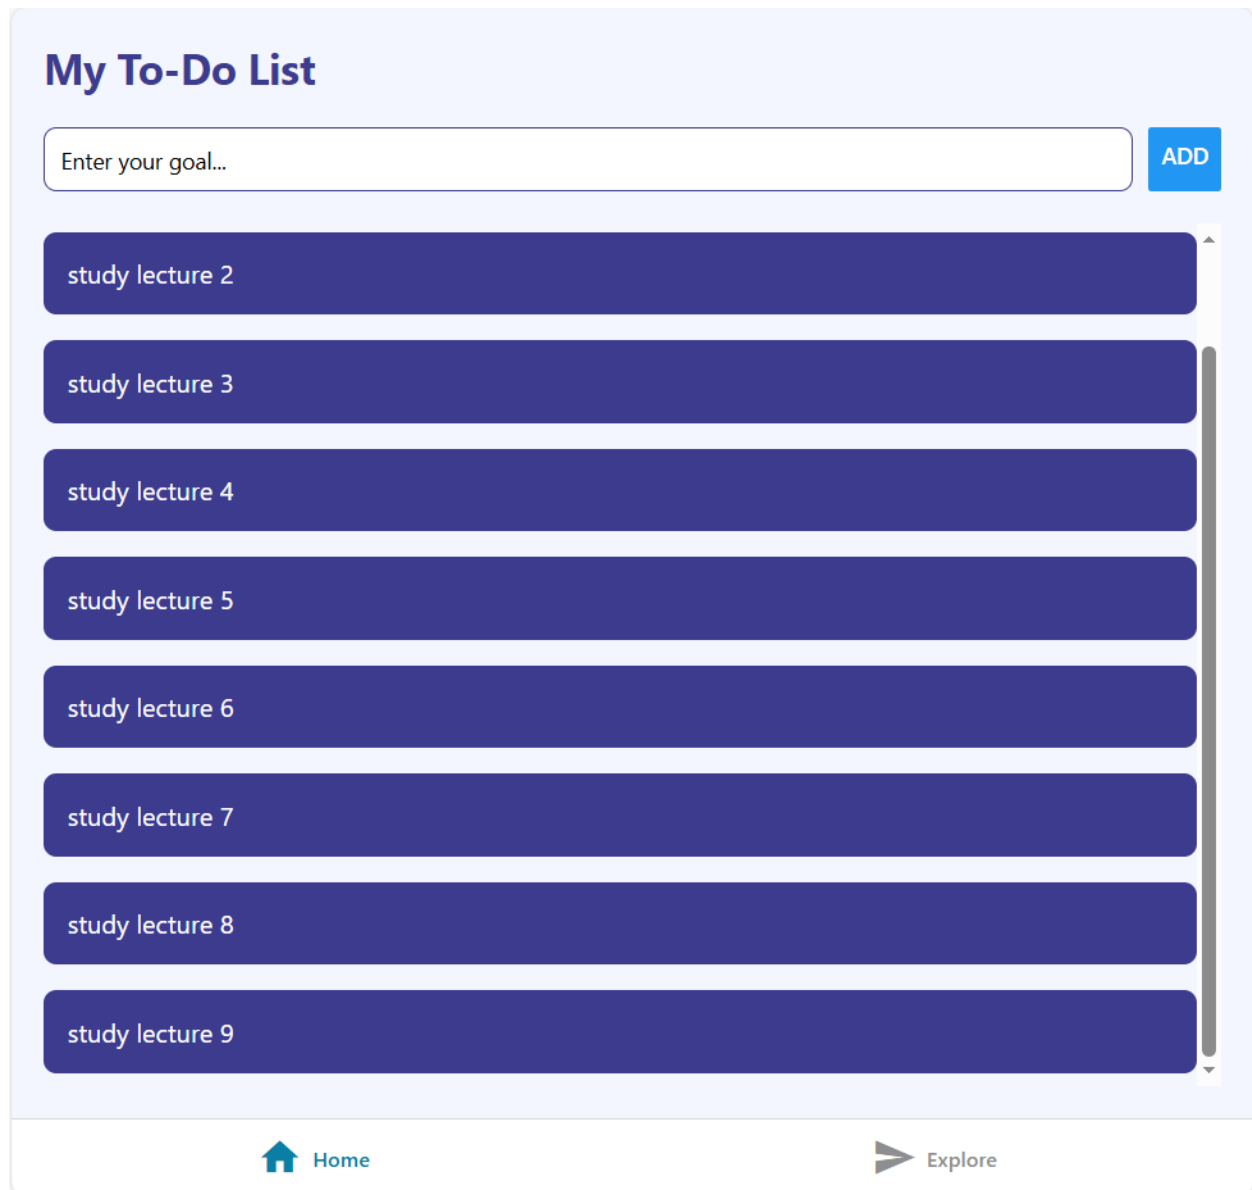 My To-Do List
Enter your goal...
ADD
study lecture 2
study lecture 3
study lecture 4
study lecture 5
study lecture 6
study lecture 7
study lecture 8
study lecture 9
Home
Explore